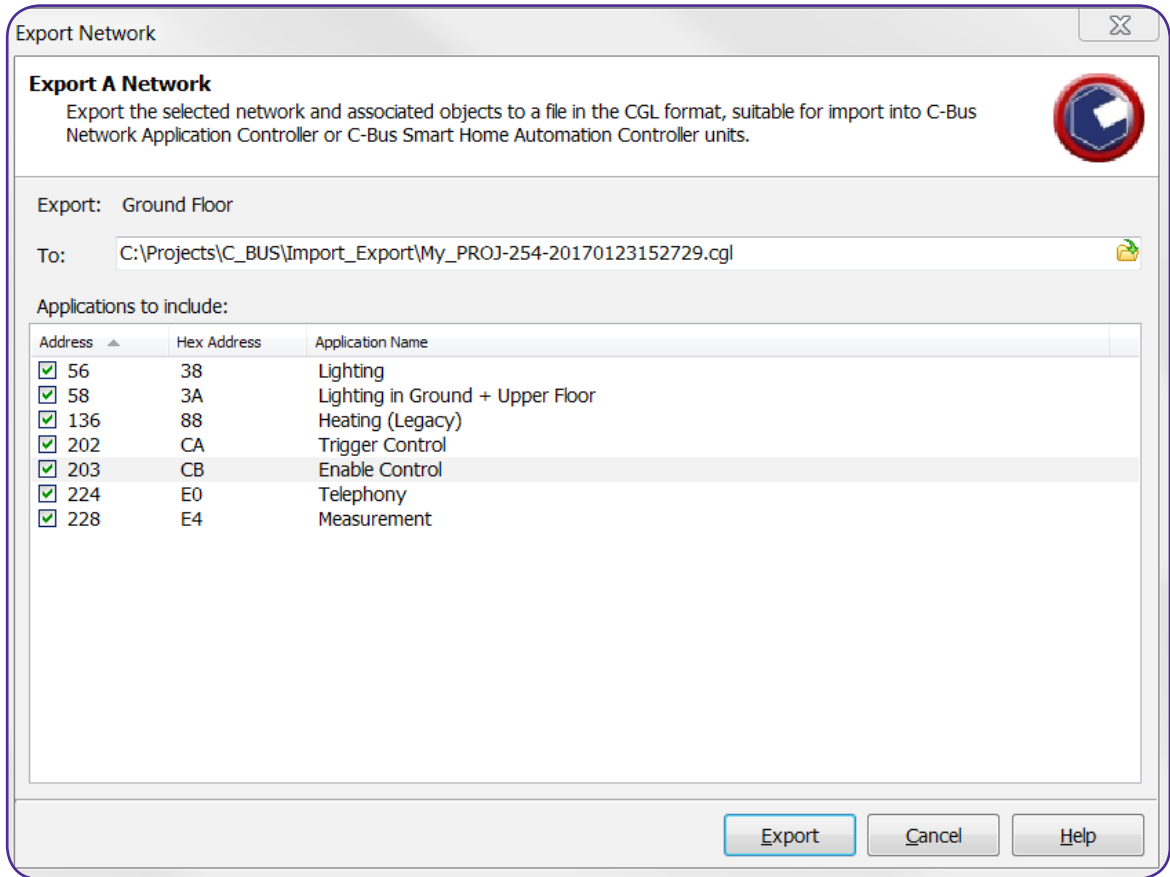 Export Network
Export A Network
Export the selected network and associated objects to a file in the CGL format, suitable for import into C-Bus
Network Application Controller or C-Bus Smart Home Automation Controller units.
Export: Ground Floor
To: C:\Projects\C_BUS\Import_Export\My_PROJ-254-20170123152729.cgl
Applications to include:
Address Hex Address Application Name
56 38 Lighting
58 3A Lighting in Ground + Upper Floor
136 88 Heating (Legacy)
202 CA Trigger Control
203 CB Enable Control
224 E0 Telephony
228 E4 Measurement
Export Cancel Help